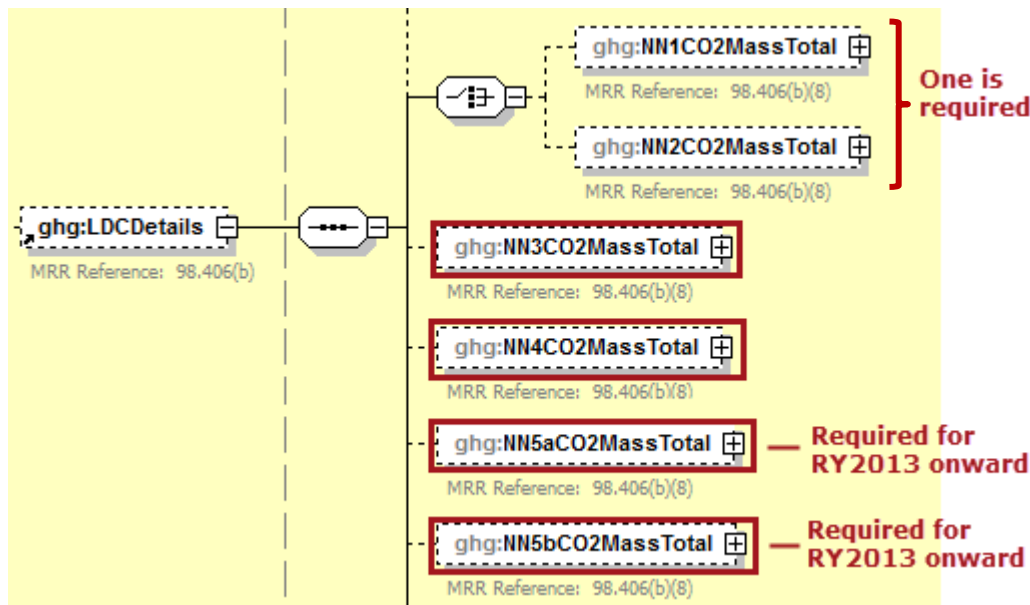 ghg:NN1CO2MassTotal
MRR Reference: 98.406(b)(8)
One is
required
ghg:NN2CO2MassTotal
MRR Reference: 98.406(b)(8)
ghg:LDCDetails
MRR Reference: 98.406(b)
ghg:NN3CO2MassTotal
MRR Reference: 98.406(b)(8)
ghg:NN4CO2MassTotal
MRR Reference: 98.406(b)(8)
ghg:NN5aCO2MassTotal
MRR Reference: 98.406(b)(8)
Required for
RY2013 onward
ghg:NN5bCO2MassTotal
MRR Reference: 98.406(b)(8)
Required for
RY2013 onward